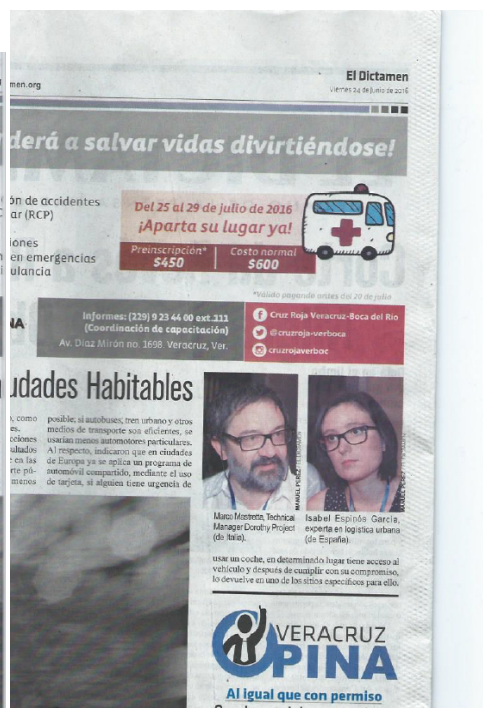 men.org
El Dictamen
Viernes 24 de Junio de 2016
derá a salvar vidas divirtiéndose!
ón de accidentes
ar (RCP)
iones
en emergencias
bulancia
Del 25 al 29 de julio de 2016
¡Aparta su lugar ya!
Preinscripción* $450
Costo normal $600
*Válido pagando antes del 20 de julio
NA
Informes: (229) 9 23 44 00 ext.111
(Coordinación de capacitación)
Av. Díaz Mirón no. 1698. Veracruz, Ver.
Cruz Roja Veracruz-Boca del Río
@cruzroja-verboca
cruzrojaverboc
udades Habitables
, como
es.
cciones
ultados
e en las
rte pú-
menos
posible; si autobuses, tren urbano y otros
medios de transporte son eficientes, se
usarían menos automotores particulares.
Al respecto, indicaron que en ciudades
de Europa ya se aplica un programa de
automóvil compartido, mediante el uso
de tarjeta, si alguien tiene urgencia de
MANUEL PÉREZ / EL DICTAMEN
Marco Mastretta, Technical
Manager Dorothy Project
(de Italia).
Isabel Espinós García,
experta en logística urbana
(de España).
usar un coche, en determinado lugar tiene acceso al
vehículo y después de cumplir con su compromiso,
lo devuelve en uno de los sitios específicos para ello.
VERACRUZ
OPINA
Al igual que con permiso